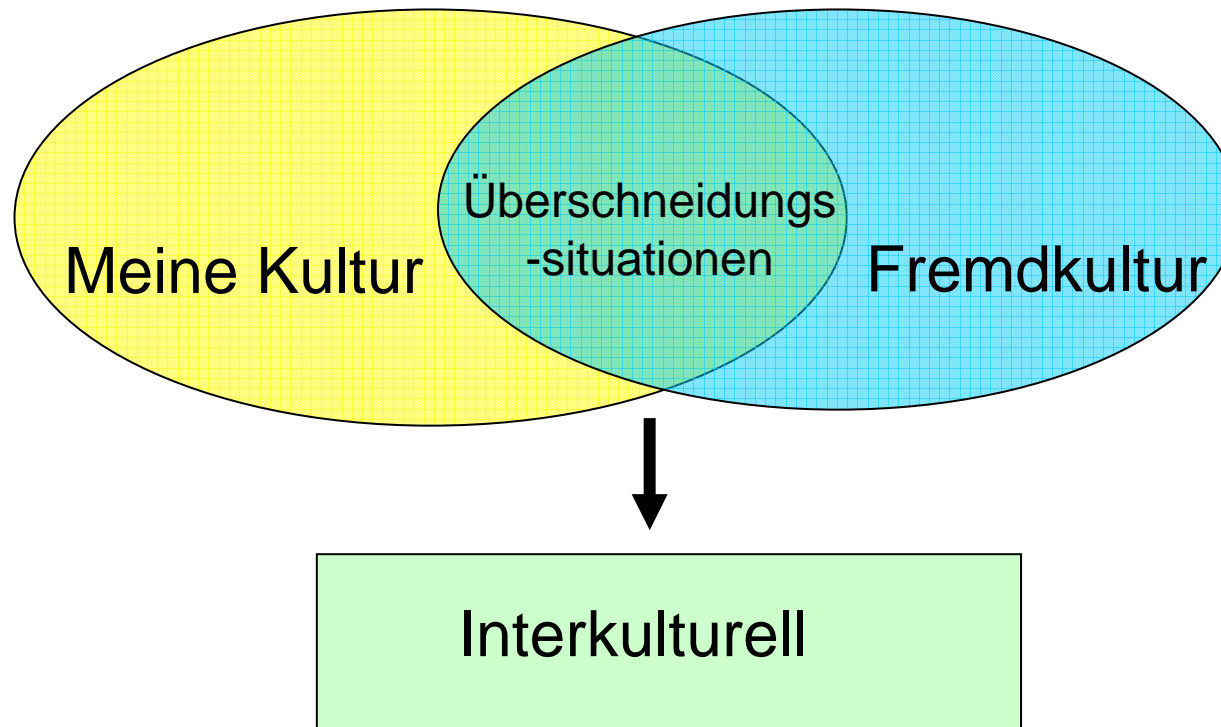 Meine Kultur
Überschneidungs
-situationen
Fremdkultur
Interkulturell